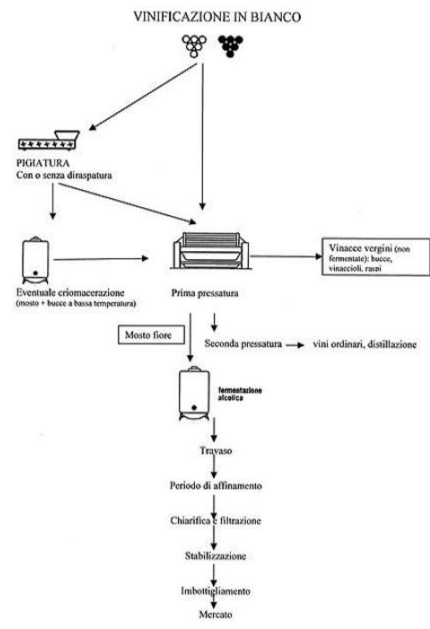 VINIFICAZIONE IN BIANCO
PIGIATURA
Con o senza diraspatura
Eventuale criomacerazione
(mosto + bucce a bassa temperatura)
Prima pressatura
Vinacce vergini (non
fermentate): bucce,
vinaccioli, raspi
Mosto fiore
Seconda pressatura
vini ordinari, distillazione
fermentazione
alcolica
Travaso
Periodo di affinamento
Chiarifica e filtrazione
Stabilizzazione
Imbottigliamento
Mercato